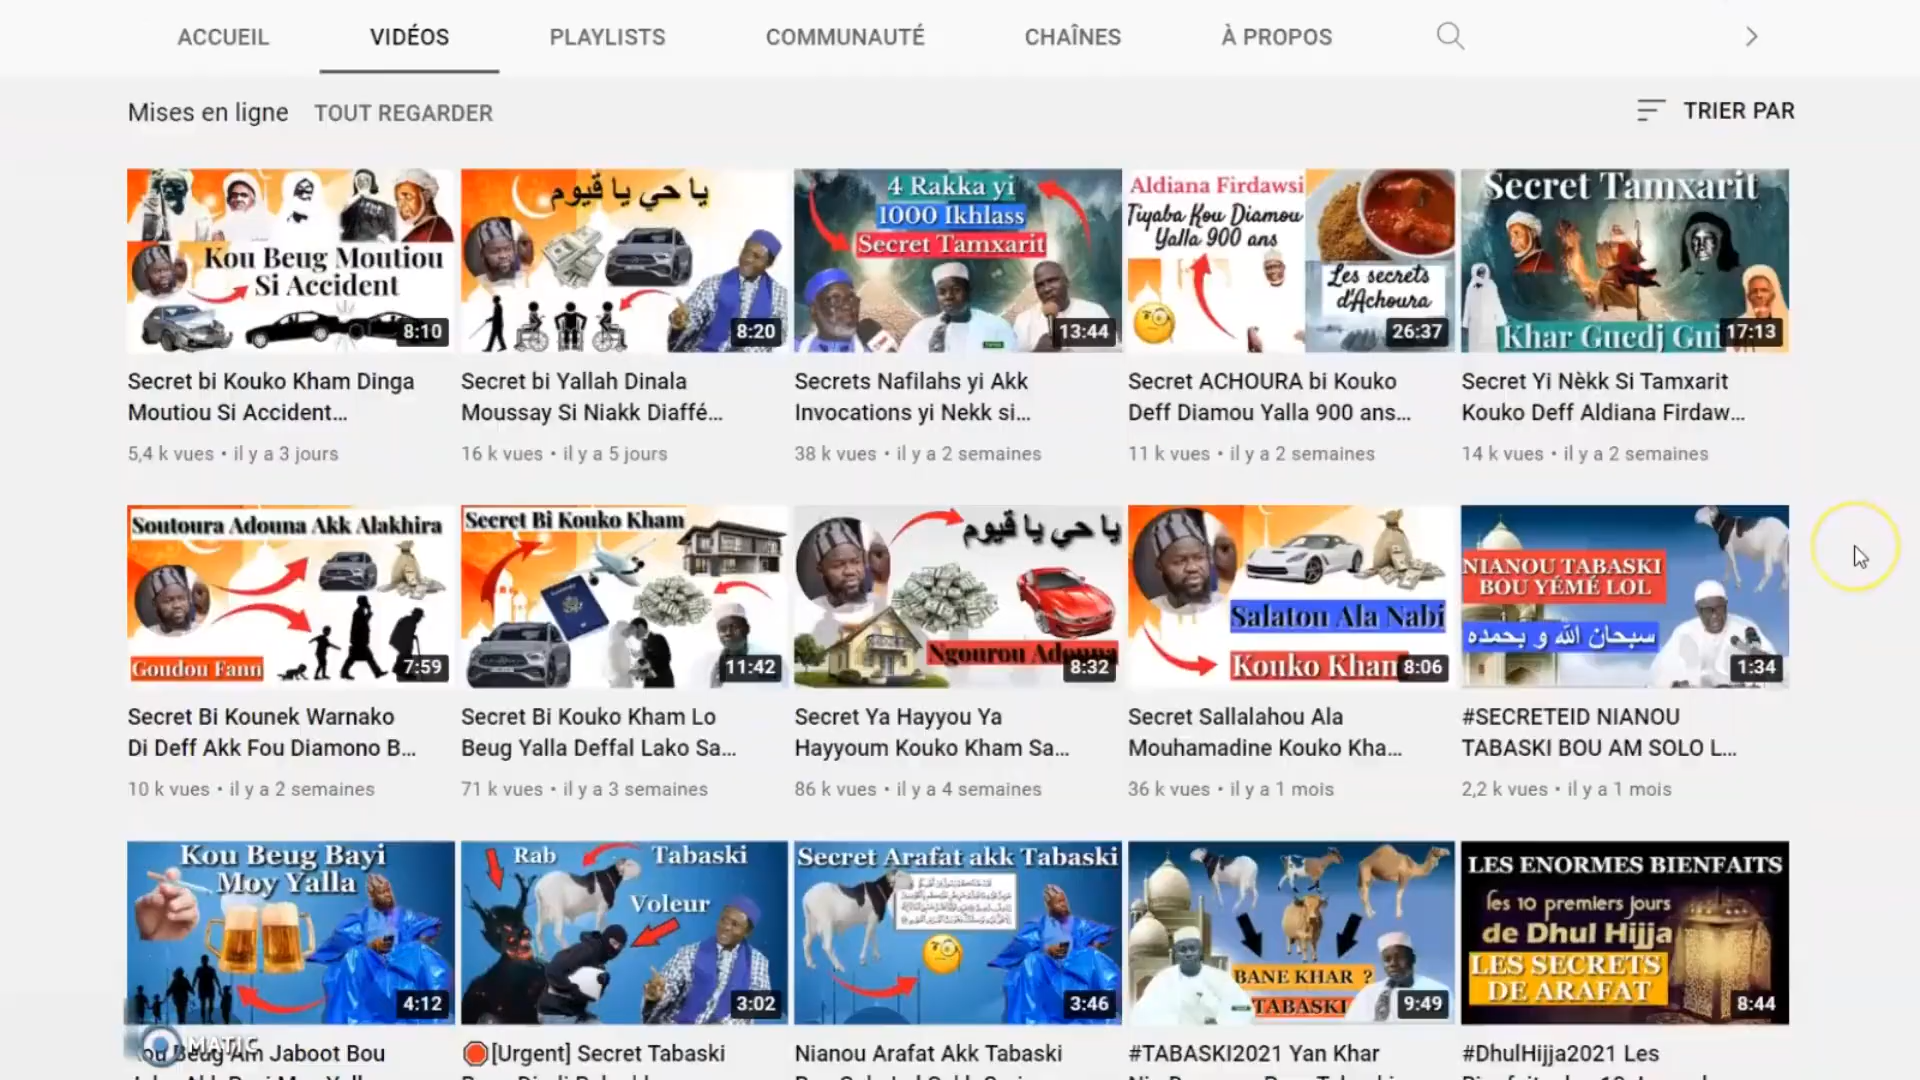 ACCUEIL
VIDÉOS
PLAYLISTS
COMMUNAUTÉ
CHAÎNES
À PROPOS
Mises en ligne
TOUT REGARDER
TRIER PAR
Kou Beug Moutiou
Si Accident
8:10
Secret bi Kouko Kham Dinga
Moutiou Si Accident...
5,4 k vues • il y a 3 jours
يا حي يا قيوم
8:20
Secret bi Yallah Dinala
Moussay Si Niakk Diaffé...
16 k vues • il y a 5 jours
4 Rakka yi
1000 Ikhlass
Secret Tamxarit
13:44
Secrets Nafilahs yi Akk
Invocations yi Nekk si...
38 k vues • il y a 2 semaines
Aldiana Firdawsi
Tiyaba Kou Diamou
Yalla 900 ans
Les secrets
d'Achoura
26:37
Secret ACHOURA bi Kouko
Deff Diamou Yalla 900 ans...
11 k vues • il y a 2 semaines
Secret Tamxarit
Khar Guedj Gui
17:13
Secret Yi Nèkk Si Tamxarit
Kouko Deff Aldiana Firdaw...
14 k vues • il y a 2 semaines
Soutoura Adouna Akk Alakhira
Goudou Fann
7:59
Secret Bi Kounek Warnako
Di Deff Akk Fou Diamono B...
10 k vues • il y a 2 semaines
Secret Bi Kouko Kham
11:42
Secret Bi Kouko Kham Lo
Beug Yalla Deffal Lako Sa...
71 k vues • il y a 3 semaines
يا حي يا قيوم
Ngourou Adouna
8:32
Secret Ya Hayyou Ya
Hayyoum Kouko Kham Sa...
86 k vues • il y a 4 semaines
Salatou Ala Nabi
Kouko Kham
8:06
Secret Sallalahou Ala
Mouhamadine Kouko Kha...
36 k vues • il y a 1 mois
NIANOU TABASKI
BOU YÉMÉ LOL
سبحان الله و بحمده
1:34
#SECRETEID NIANOU
TABASKI BOU AM SOLO L...
2,2 k vues • il y a 1 mois
Kou Beug Bayi
Moy Yalla
4:12
MATIC
Kou Beug Am Jaboot Bou
Rab
Tabaski
Voleur
3:02
[Urgent] Secret Tabaski
Secret Arafat akk Tabaski
3:46
Nianou Arafat Akk Tabaski
BANE KHAR ?
TABASKI
9:49
#TABASKI2021 Yan Khar
LES ENORMES BIENFAITS
les 10 premiers jours
de Dhul Hijja
LES SECRETS
DE ARAFAT
8:44
#DhulHijja2021 Les